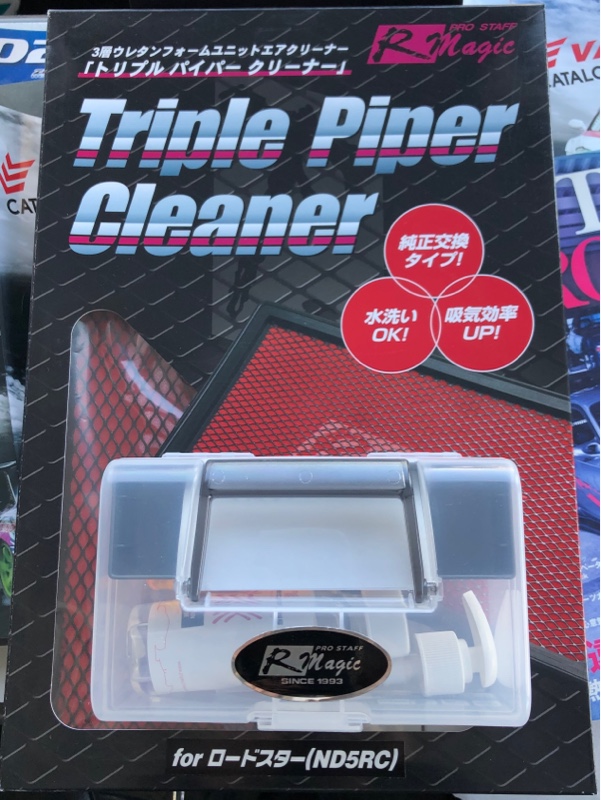 PRO STAFF
R Magic
3層ウレタンフォームユニットエアクリーナー
「トリプル パイパー クリーナー」
Triple Piper
Cleaner
純正交換
タイプ!
水洗い
OK!
吸気効率
UP!
PRO STAFF
R Magic
SINCE 1993
for ロードスター(ND5RC)
CATALO
CAT